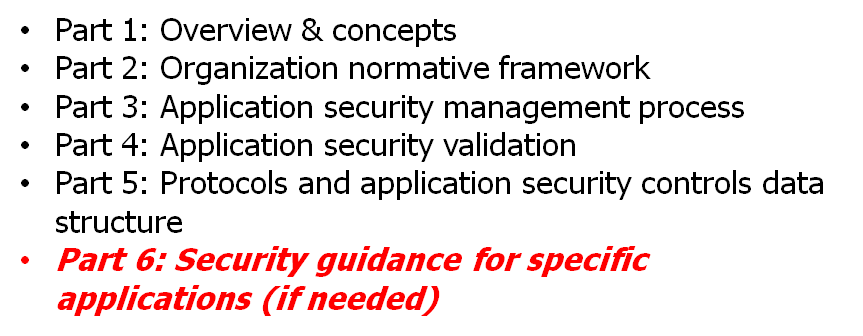 • Part 1: Overview & concepts
• Part 2: Organization normative framework
• Part 3: Application security management process
• Part 4: Application security validation
• Part 5: Protocols and application security controls data
structure
• Part 6: Security guidance for specific
applications (if needed)